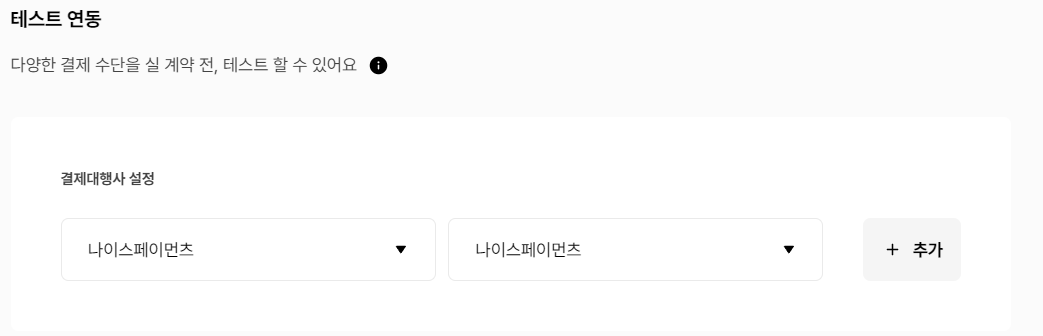 테스트 연동
다양한 결제 수단을 실 계약 전, 테스트 할 수 있어요
결제대행사 설정
나이스페이먼츠 나이스페이먼츠 + 추가